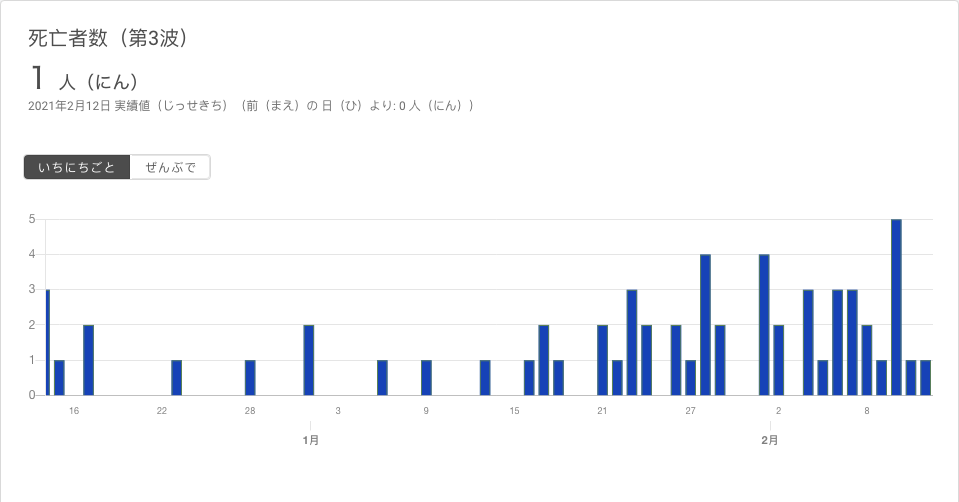 死亡者数（第3波）
1 人（にん）
2021年2月12日 実績値（じっせきち）（前（まえ）の 日（ひ）より: 0 人（にん））
いちにちごと ぜんぶで
5
4
3
2
1
0
16 22 28 3 9 15 21 27 2 8
1月 2月